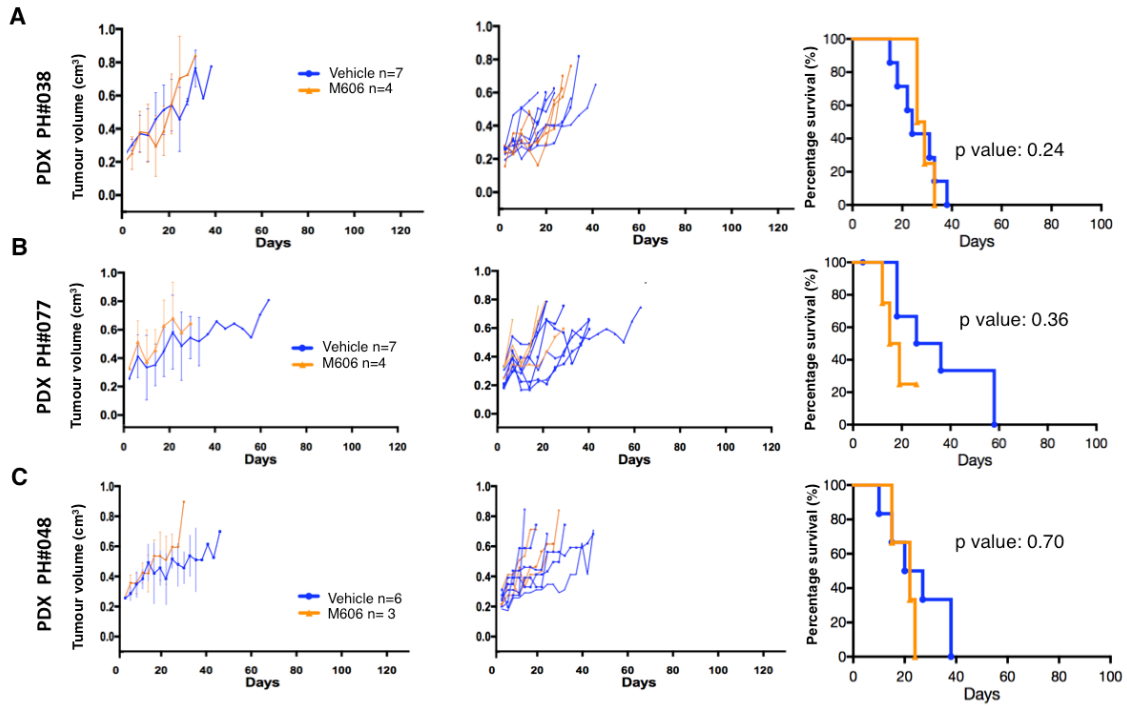 A
PDX PH#038
Tumour volume (cm³)
1.0
0.8
0.6
0.4
0.2
0.0
0 20 40 60 80 100 120
Days
Vehicle n=7
M606 n=4
1.0
0.8
0.6
0.4
0.2
0.0
0 20 40 60 80 100 120
Days
Percentage survival (%)
100
80
60
40
20
0
0 20 40 60 80 100
Days
p value: 0.24
B
PDX PH#077
Tumour volume (cm³)
1.0
0.8
0.6
0.4
0.2
0.0
0 20 40 60 80 100 120
Days
Vehicle n=7
M606 n=4
1.0
0.8
0.6
0.4
0.2
0.0
0 20 40 60 80 100 120
Days
Percentage survival (%)
100
80
60
40
20
0
0 20 40 60 80 100
Days
p value: 0.36
C
PDX PH#048
Tumour volume (cm³)
1.0
0.8
0.6
0.4
0.2
0.0
0 20 40 60 80 100 120
Days
Vehicle n=6
M606 n= 3
1.0
0.8
0.6
0.4
0.2
0.0
0 20 40 60 80 100 120
Days
Percentage survival (%)
100
80
60
40
20
0
0 20 40 60 80 100
Days
p value: 0.70